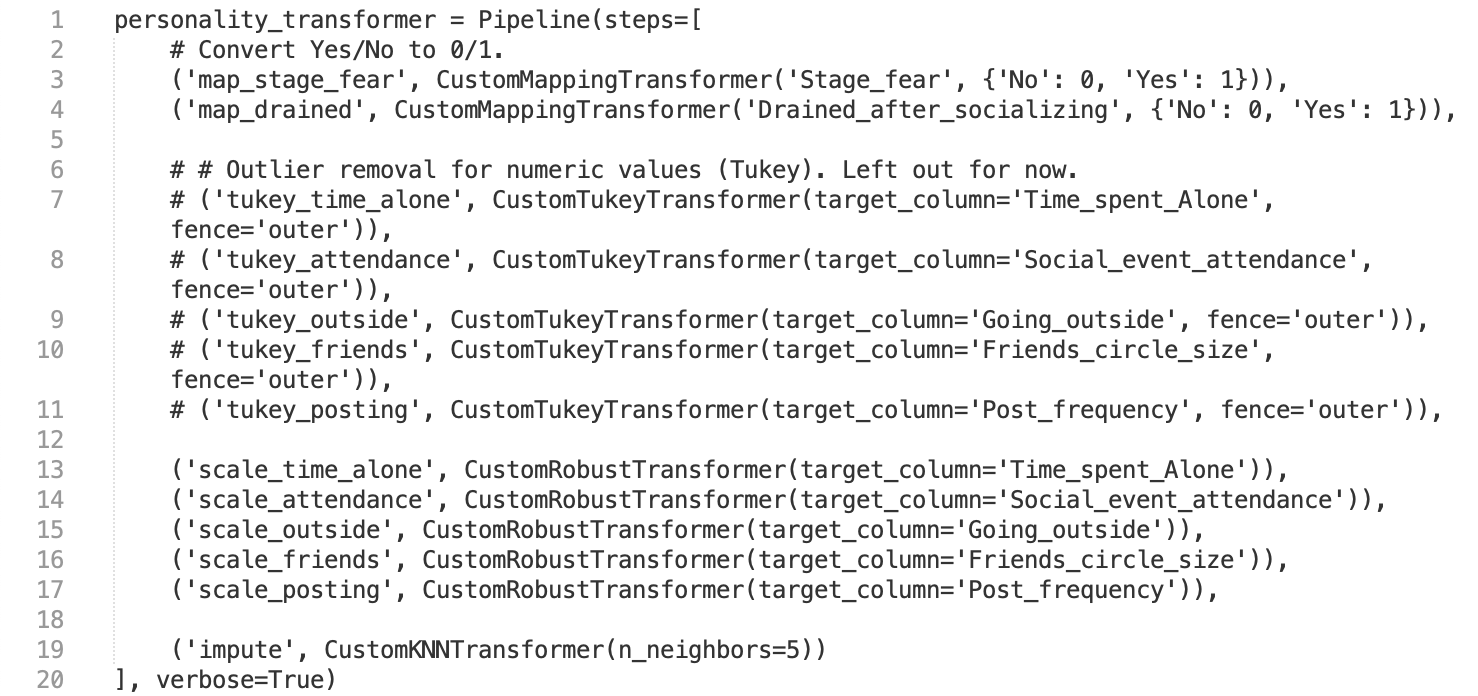 1 personality_transformer = Pipeline(steps=[
2 # Convert Yes/No to 0/1.
3 ('map_stage_fear', CustomMappingTransformer('Stage_fear', {'No': 0, 'Yes': 1})),
4 ('map_drained', CustomMappingTransformer('Drained_after_socializing', {'No': 0, 'Yes': 1})),
5
6 # # Outlier removal for numeric values (Tukey). Left out for now.
7 # ('tukey_time_alone', CustomTukeyTransformer(target_column='Time_spent_Alone',
fence='outer')),
8 # ('tukey_attendance', CustomTukeyTransformer(target_column='Social_event_attendance',
fence='outer')),
9 # ('tukey_outside', CustomTukeyTransformer(target_column='Going_outside', fence='outer')),
10 # ('tukey_friends', CustomTukeyTransformer(target_column='Friends_circle_size',
fence='outer')),
11 # ('tukey_posting', CustomTukeyTransformer(target_column='Post_frequency', fence='outer')),
12
13 ('scale_time_alone', CustomRobustTransformer(target_column='Time_spent_Alone')),
14 ('scale_attendance', CustomRobustTransformer(target_column='Social_event_attendance')),
15 ('scale_outside', CustomRobustTransformer(target_column='Going_outside')),
16 ('scale_friends', CustomRobustTransformer(target_column='Friends_circle_size')),
17 ('scale_posting', CustomRobustTransformer(target_column='Post_frequency')),
18
19 ('impute', CustomKNNTransformer(n_neighbors=5))
20 ], verbose=True)